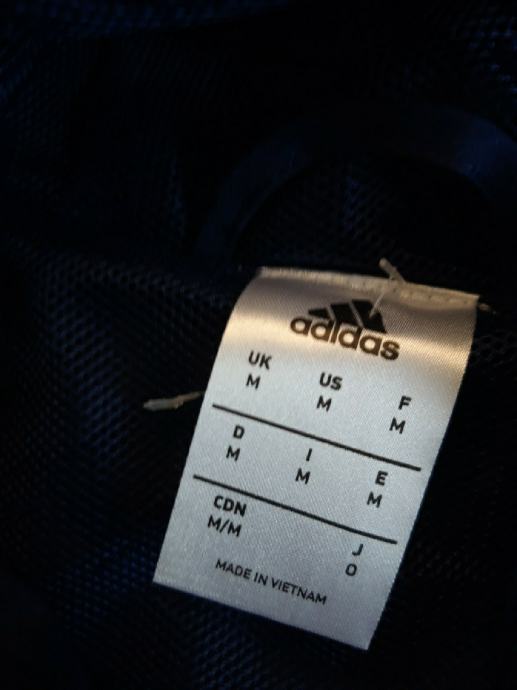 adidas
UK US F
M M M
D I E
M M M
CDN J
M/M O
MADE IN VIETNAM